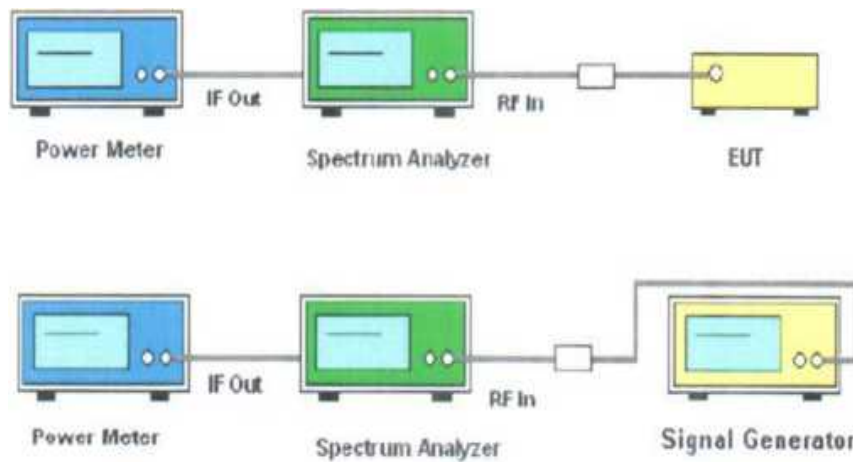 IF Out
RF In
Power Meter
Spectrum Analyzer
EUT
IF Out
RF In
Power Meter
Spectrum Analyzer
Signal Generator